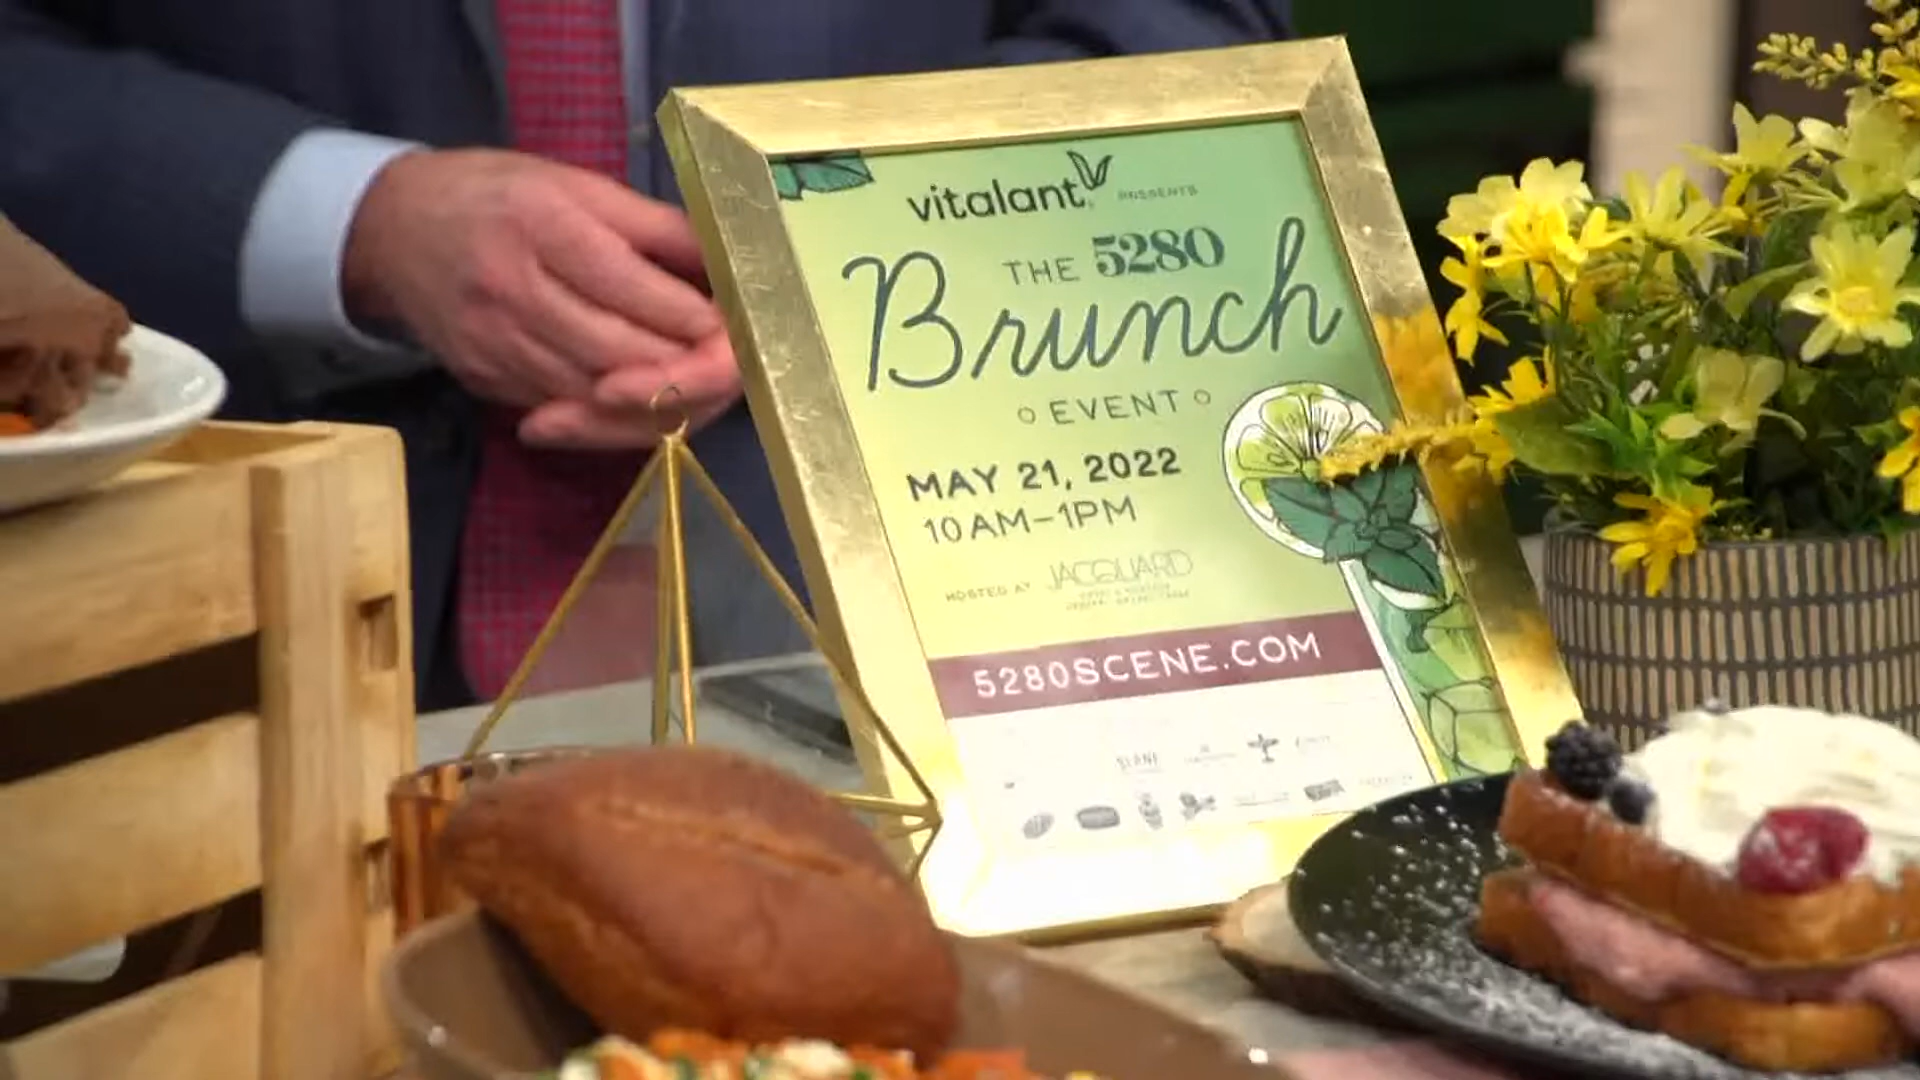 vitalant PRESENTS
THE 5280
Brunch
EVENT
MAY 21, 2022
10AM-1PM
HOSTED AT JACQUARD
5280SCENE.COM